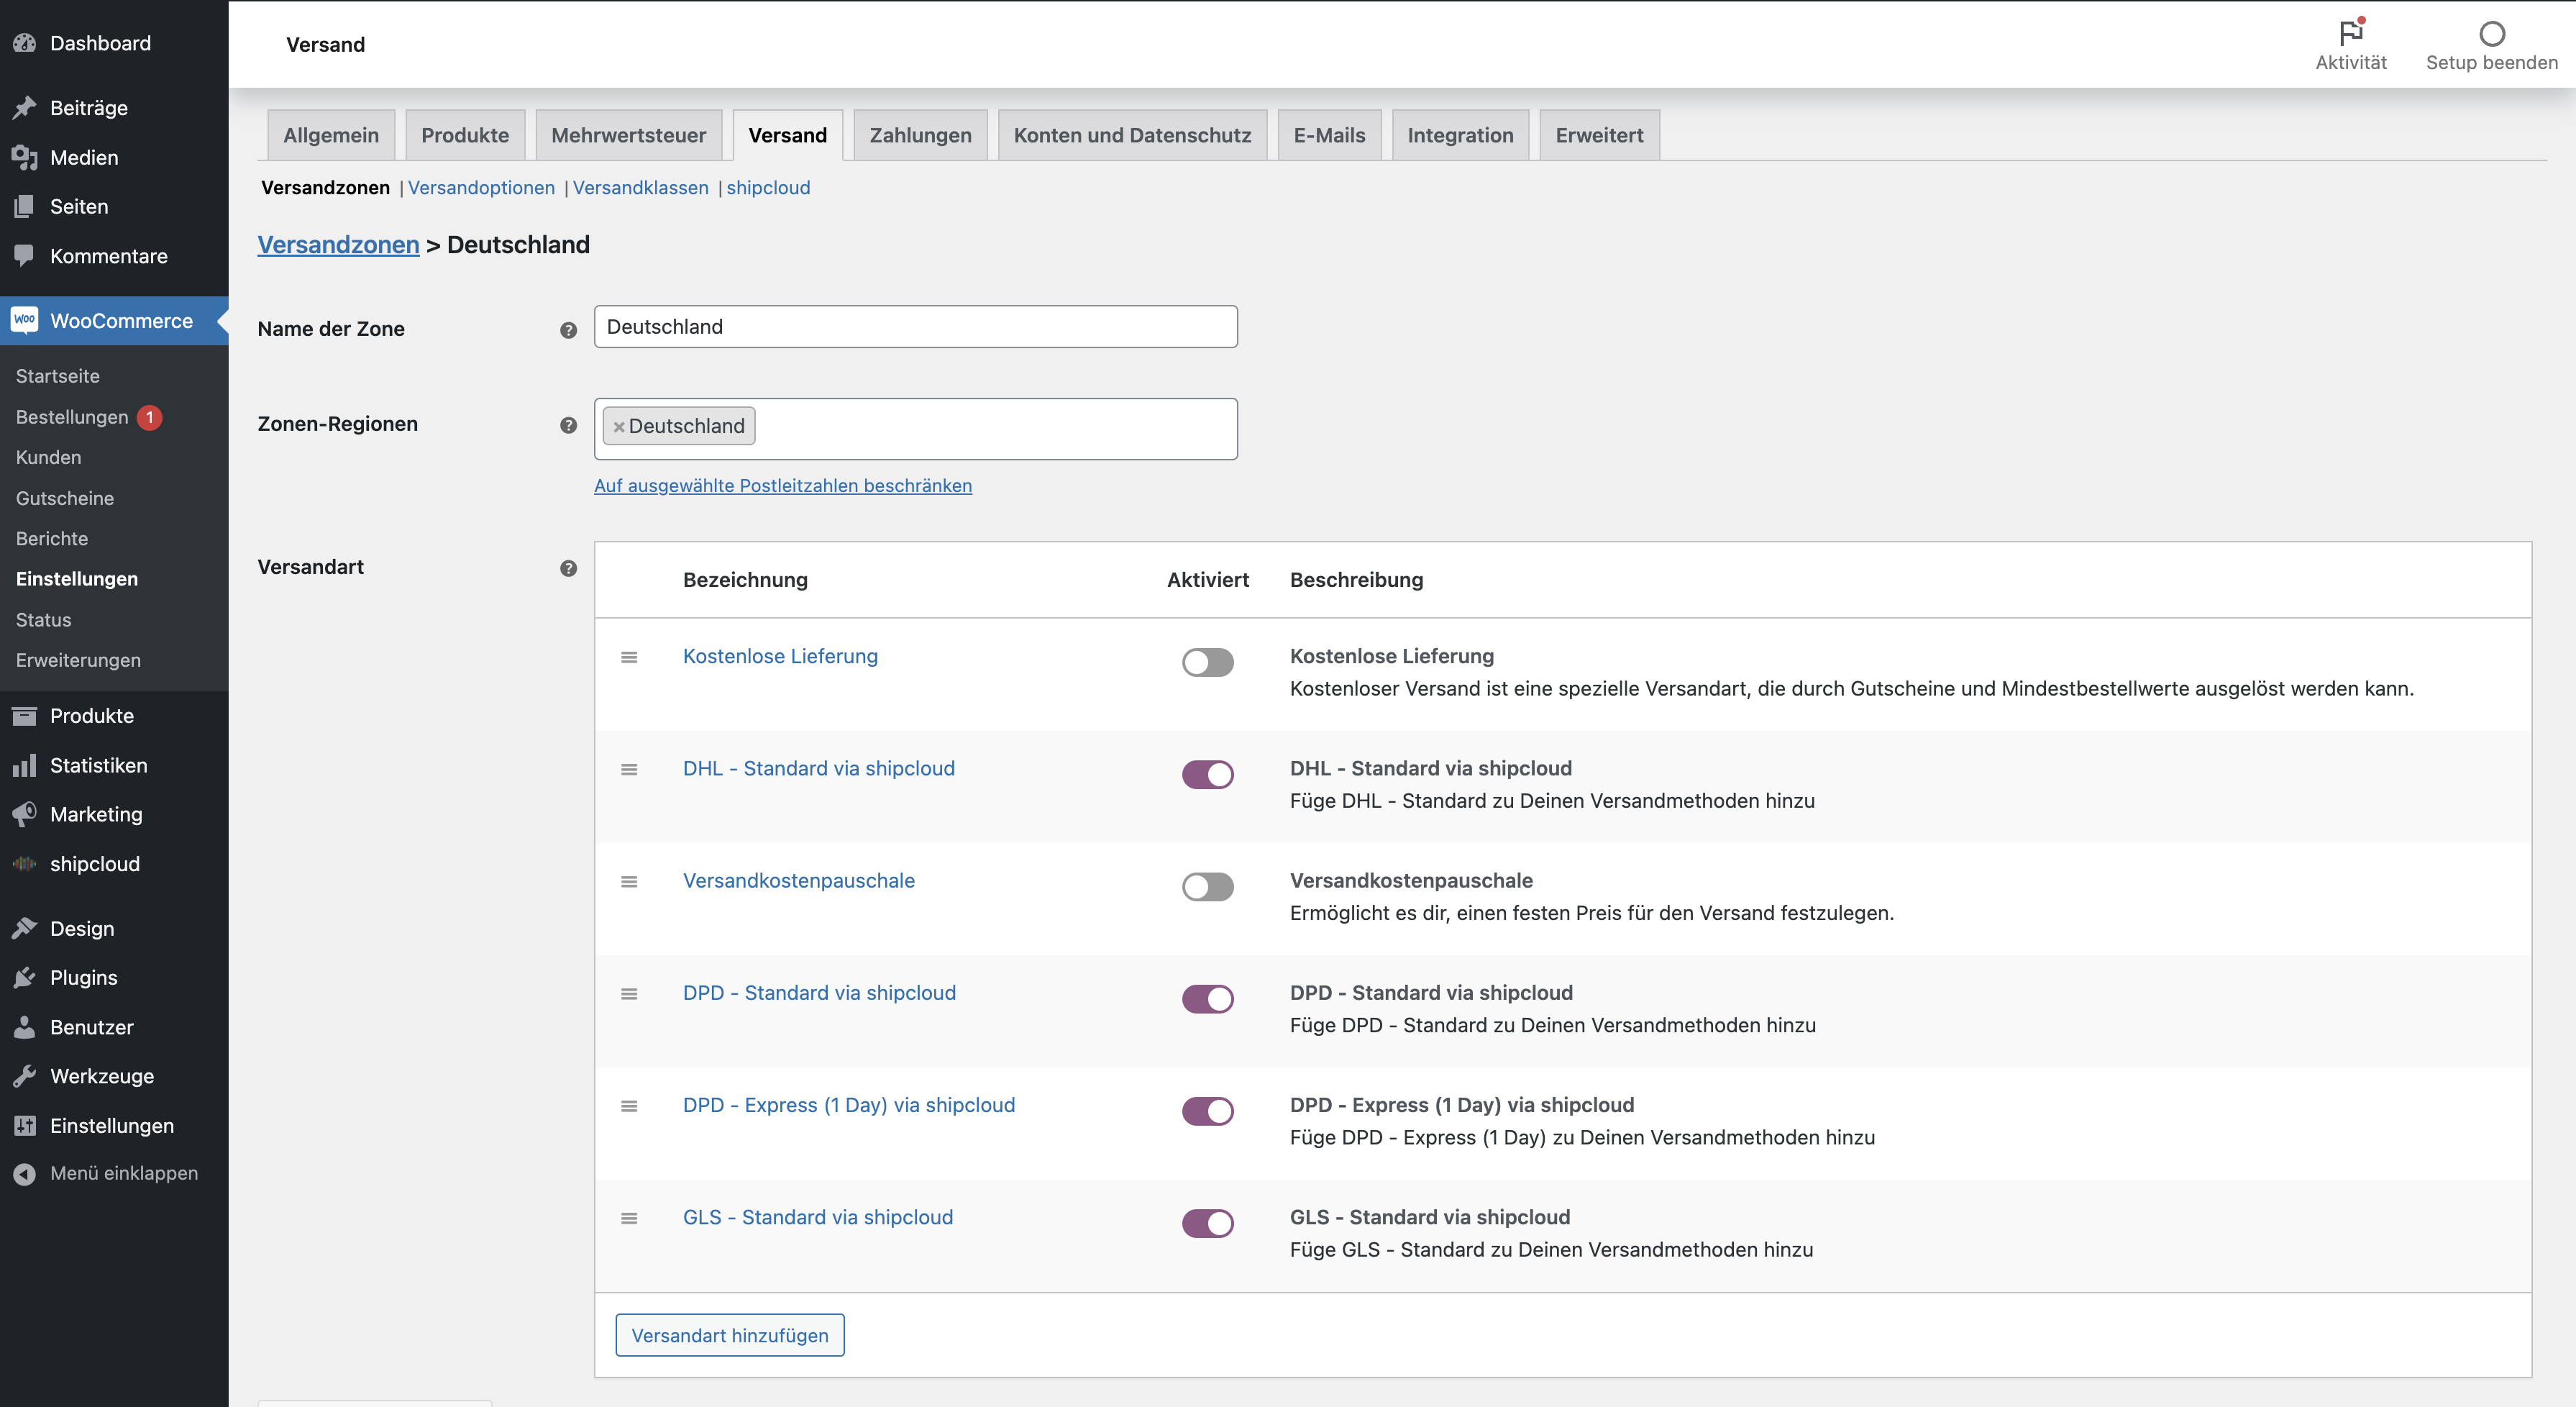 Dashboard
Beiträge
Medien
Seiten
Kommentare
Woo WooCommerce
Startseite
Bestellungen 1
Kunden
Gutscheine
Berichte
Einstellungen
Status
Erweiterungen
Produkte
Statistiken
Marketing
shipcloud
Design
Plugins
Benutzer
Werkzeuge
Einstellungen
Menü einklappen
Versand
Aktivität
Setup beenden
Allgemein Produkte Mehrwertsteuer Versand Zahlungen Konten und Datenschutz E-Mails Integration Erweitert
Versandzonen | Versandoptionen | Versandklassen | shipcloud
Versandzonen > Deutschland
Name der Zone ? Deutschland
Zonen-Regionen ? × Deutschland
Auf ausgewählte Postleitzahlen beschränken
Versandart ?
Bezeichnung Aktiviert Beschreibung
Kostenlose Lieferung Kostenlose Lieferung
Kostenloser Versand ist eine spezielle Versandart, die durch Gutscheine und Mindestbestellwerte ausgelöst werden kann.
DHL - Standard via shipcloud DHL - Standard via shipcloud
Füge DHL - Standard zu Deinen Versandmethoden hinzu
Versandkostenpauschale Versandkostenpauschale
Ermöglicht es dir, einen festen Preis für den Versand festzulegen.
DPD - Standard via shipcloud DPD - Standard via shipcloud
Füge DPD - Standard zu Deinen Versandmethoden hinzu
DPD - Express (1 Day) via shipcloud DPD - Express (1 Day) via shipcloud
Füge DPD - Express (1 Day) zu Deinen Versandmethoden hinzu
GLS - Standard via shipcloud GLS - Standard via shipcloud
Füge GLS - Standard zu Deinen Versandmethoden hinzu
Versandart hinzufügen